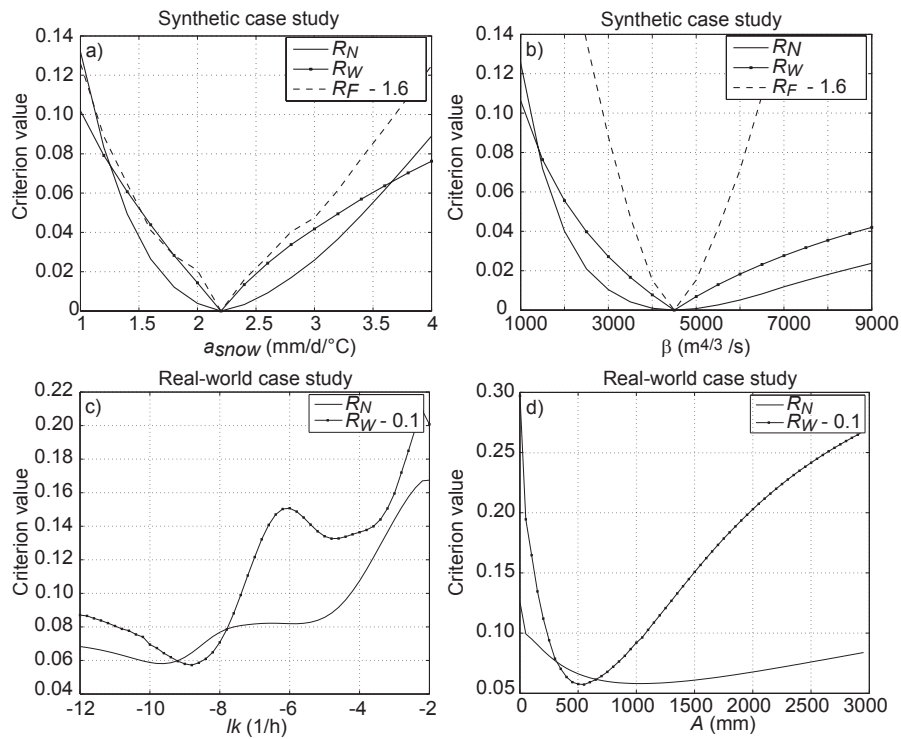 Synthetic case study
a)
R_N
R_W
R_F - 1.6
Criterion value
0.14
0.12
0.10
0.08
0.06
0.04
0.02
0
1 1.5 2 2.5 3 3.5 4
a_snow (mm/d/°C)
Synthetic case study
b)
R_N
R_W
R_F - 1.6
Criterion value
0.14
0.12
0.10
0.08
0.06
0.04
0.02
0
1000 3000 5000 7000 9000
β (m^4/3 /s)
Real-world case study
c)
R_N
R_W - 0.1
Criterion value
0.22
0.20
0.18
0.16
0.14
0.12
0.10
0.08
0.06
0.04
-12 -10 -8 -6 -4 -2
lk (1/h)
Real-world case study
d)
R_N
R_W - 0.1
Criterion value
0.30
0.25
0.20
0.15
0.10
0.05
0 500 1000 1500 2000 2500 3000
A (mm)